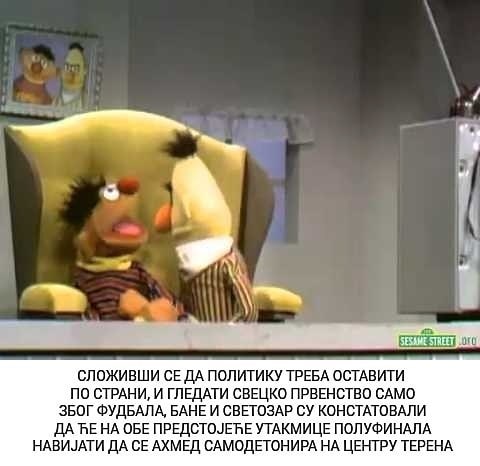 SESAME STREET .org
СЛОЖИВШИ СЕ ДА ПОЛИТИКУ ТРЕБА ОСТАВИТИ
ПО СТРАНИ, И ГЛЕДАТИ СВЕЦКО ПРВЕНСТВО САМО
ЗБОГ ФУДБАЛА, БАНЕ И СВЕТОЗАР СУ КОНСТАТОВАЛИ
ДА ЋЕ НА ОБЕ ПРЕДСТОЈЕЋЕ УТАКМИЦЕ ПОЛУФИНАЛА
НАВИЈАТИ ДА СЕ АХМЕД САМОДЕТОНИРА НА ЦЕНТРУ ТЕРЕНА